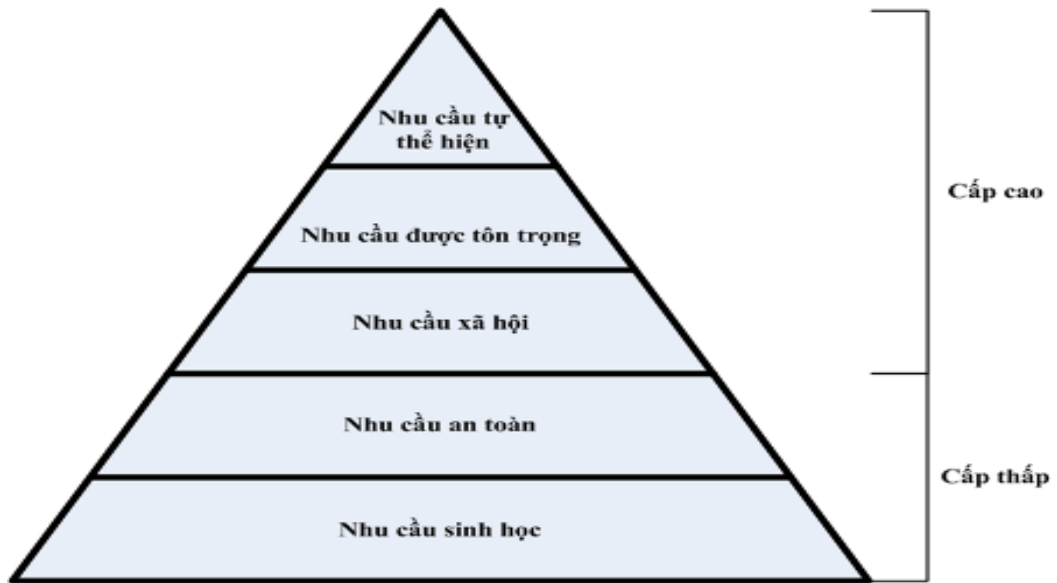 Nhu cầu tự
thể hiện
Cấp cao
Nhu cầu được tôn trọng
Nhu cầu xã hội
Nhu cầu an toàn
Cấp thấp
Nhu cầu sinh học